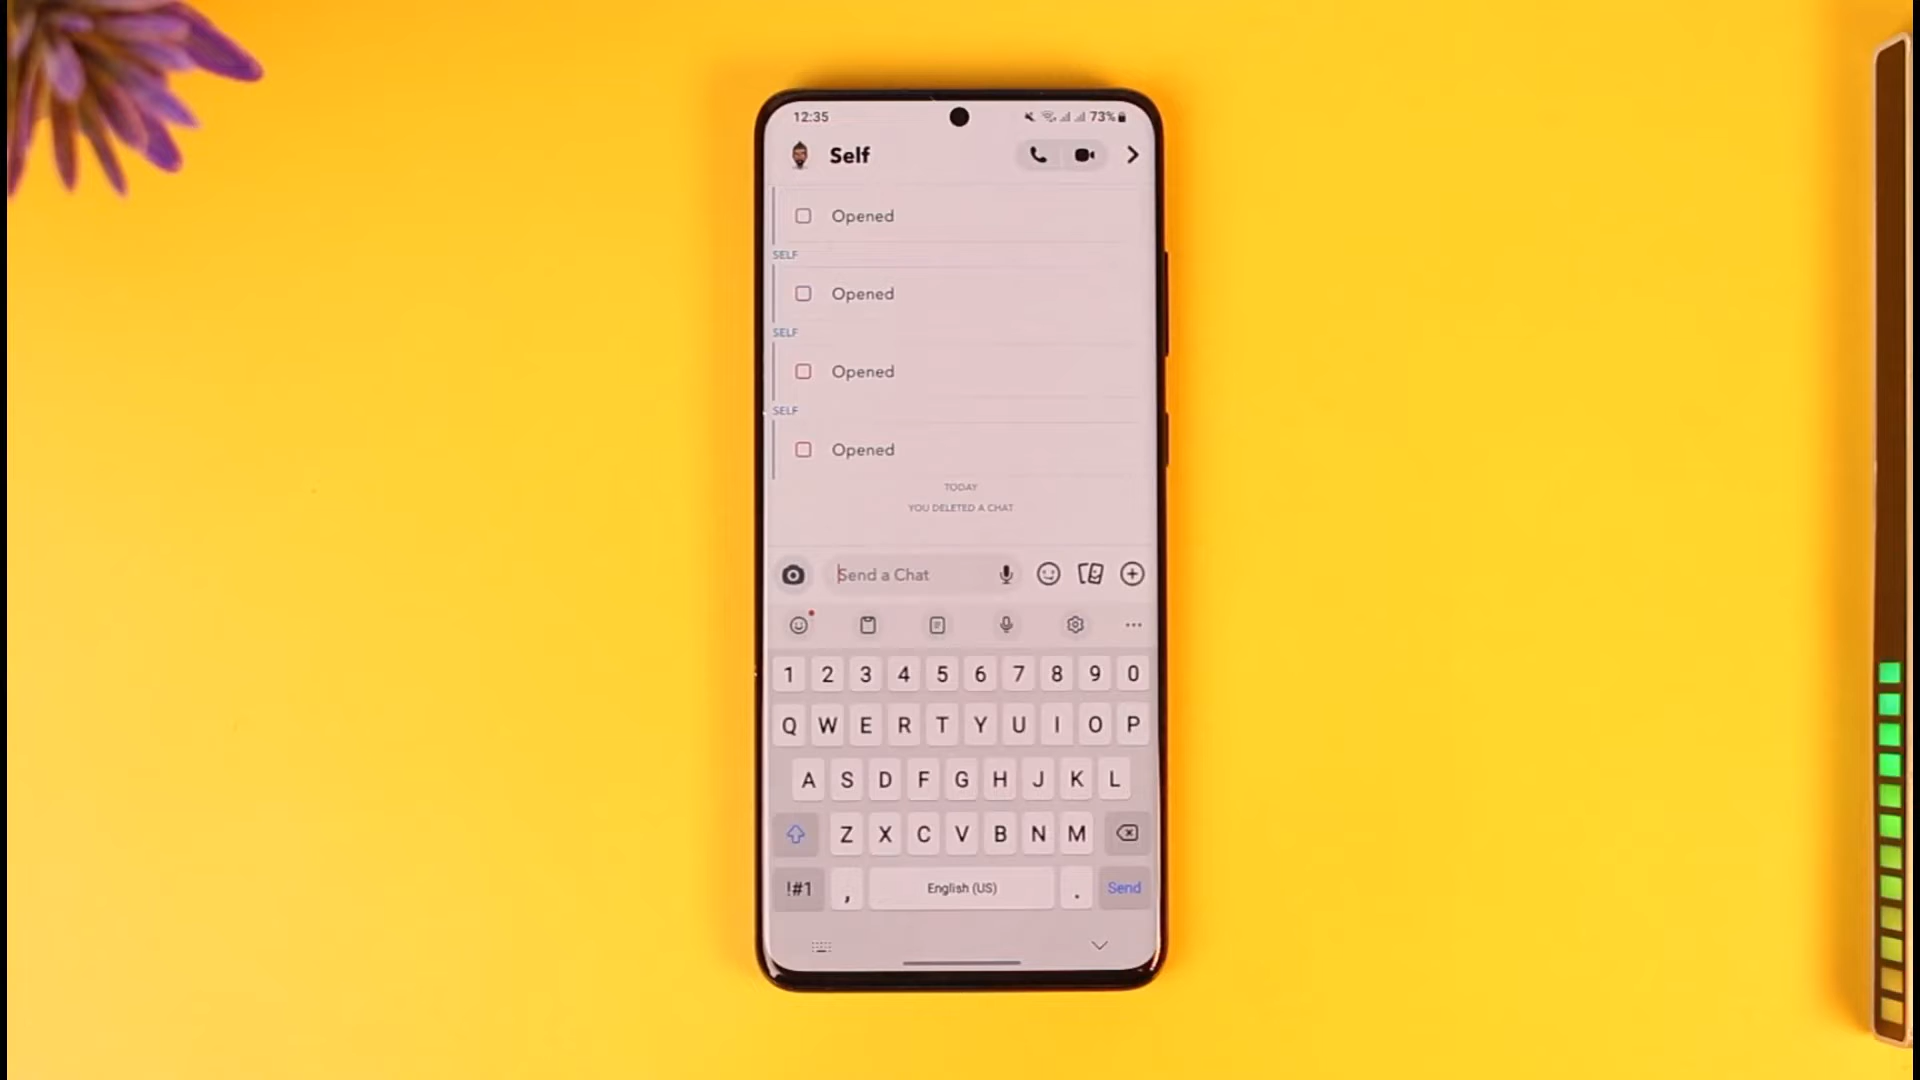 12:35 73%
Self
Opened
SELF
Opened
SELF
Opened
SELF
Opened
TODAY
YOU DELETED A CHAT
Send a Chat
1 2 3 4 5 6 7 8 9 0
Q W E R T Y U I O P
A S D F G H J K L
Z X C V B N M
!#1 , English (US) . Send